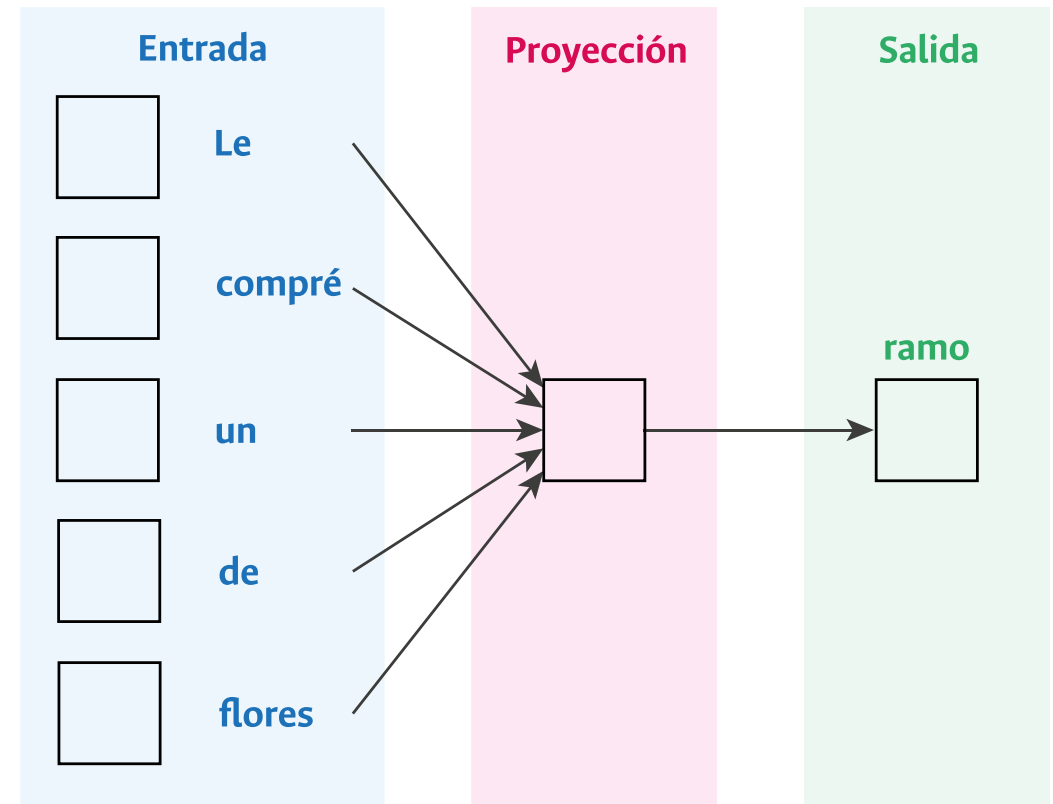 Entrada
Proyección
Salida
Le
compré
un
de
flores
ramo